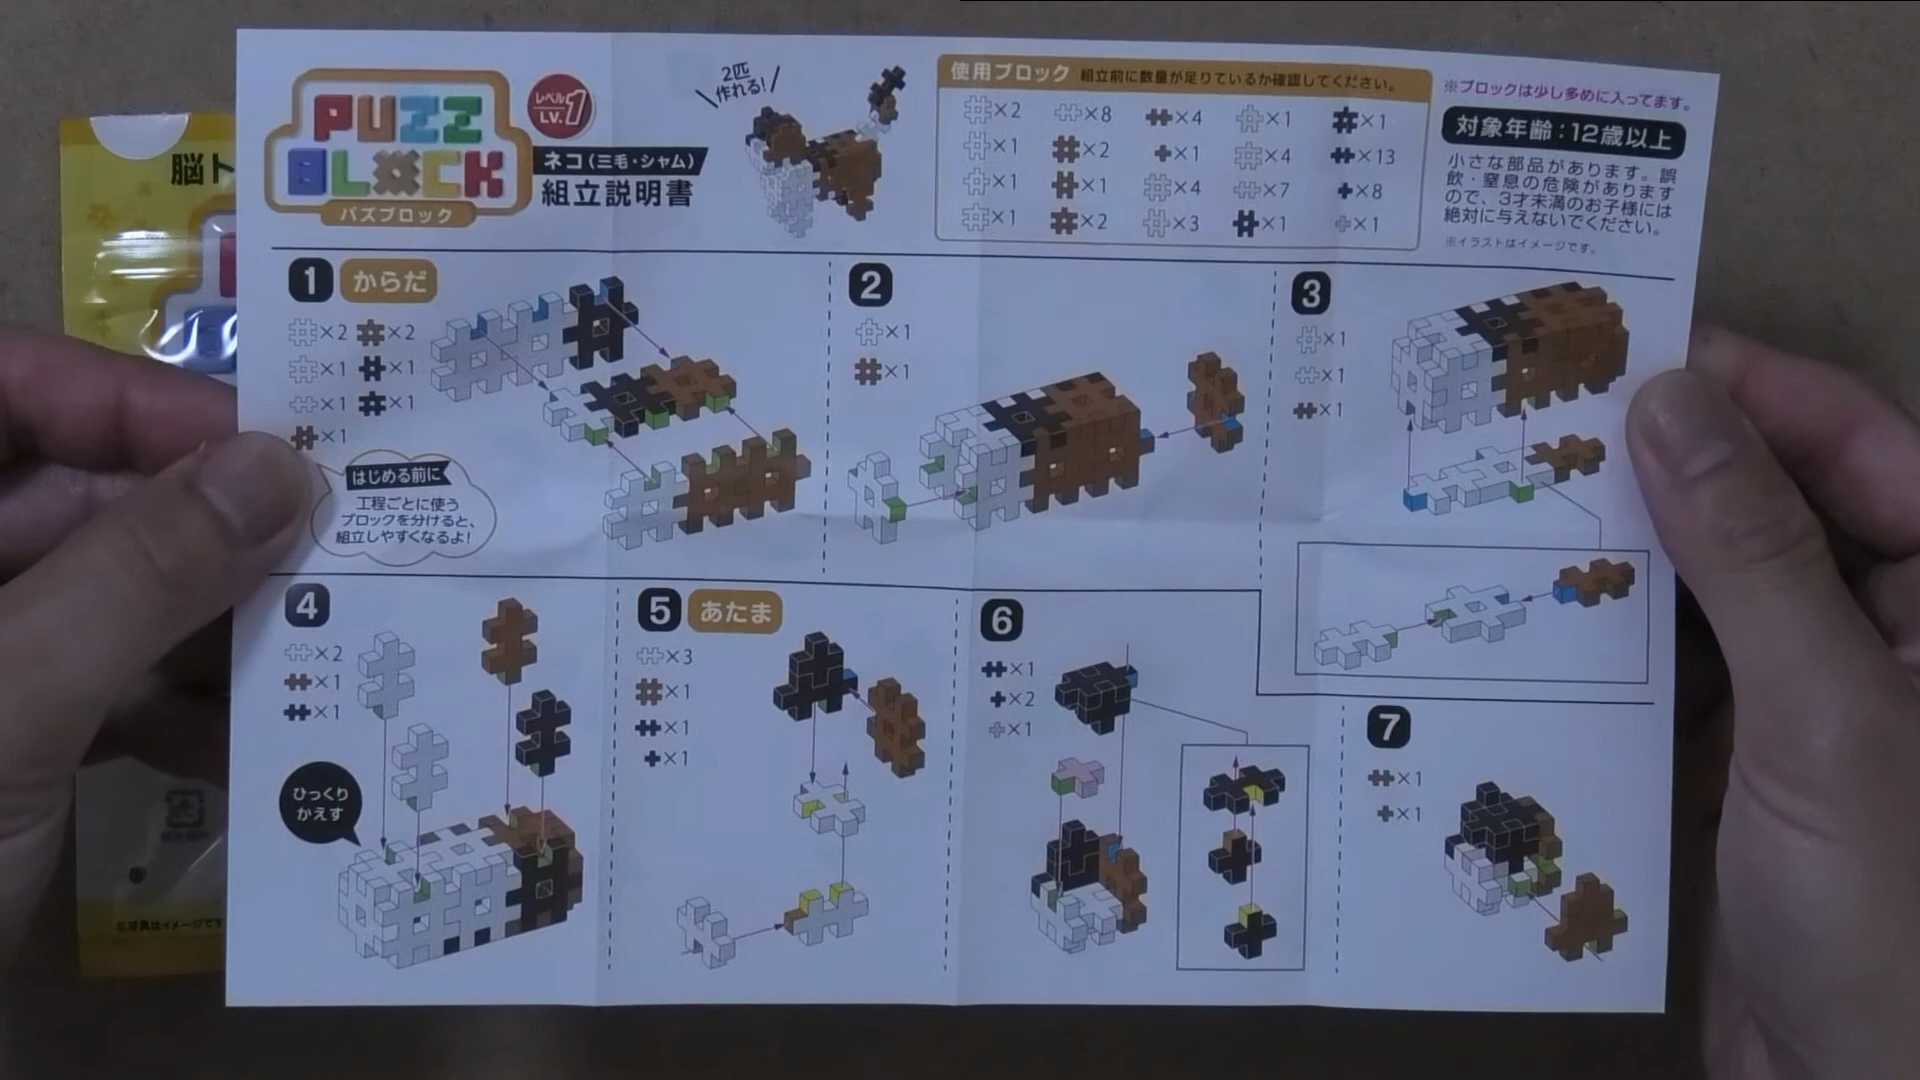 脳ト
PUZZ
BLOCK
パズブロック
レベル
LV.1
ネコ(三毛・シャム)
組立説明書
2匹
作れる!
使用ブロック 組立前に数量が足りているか確認してください。
×2 ×8 ×4 ×1 ×1
×1 ×2 ×1 ×4 ×13
×1 ×1 ×4 ×7 ×8
×1 ×2 ×3 ×1 ×1
※ブロックは少し多めに入ってます。
対象年齢:12歳以上
小さな部品があります。誤
飲・窒息の危険があります
ので、3才未満のお子様には
絶対に与えないでください。
※イラストはイメージです。
1 からだ
×2 ×2
×1 ×1
×1 ×1
×1
はじめる前に
工程ごとに使う
ブロックを分けると、
組立しやすくなるよ!
2
×1
×1
3
×1
×1
×1
4
×2
×1
×1
ひっくり
かえす
5 あたま
×3
×1
×1
×1
6
×1
×2
×1
7
×1
×1